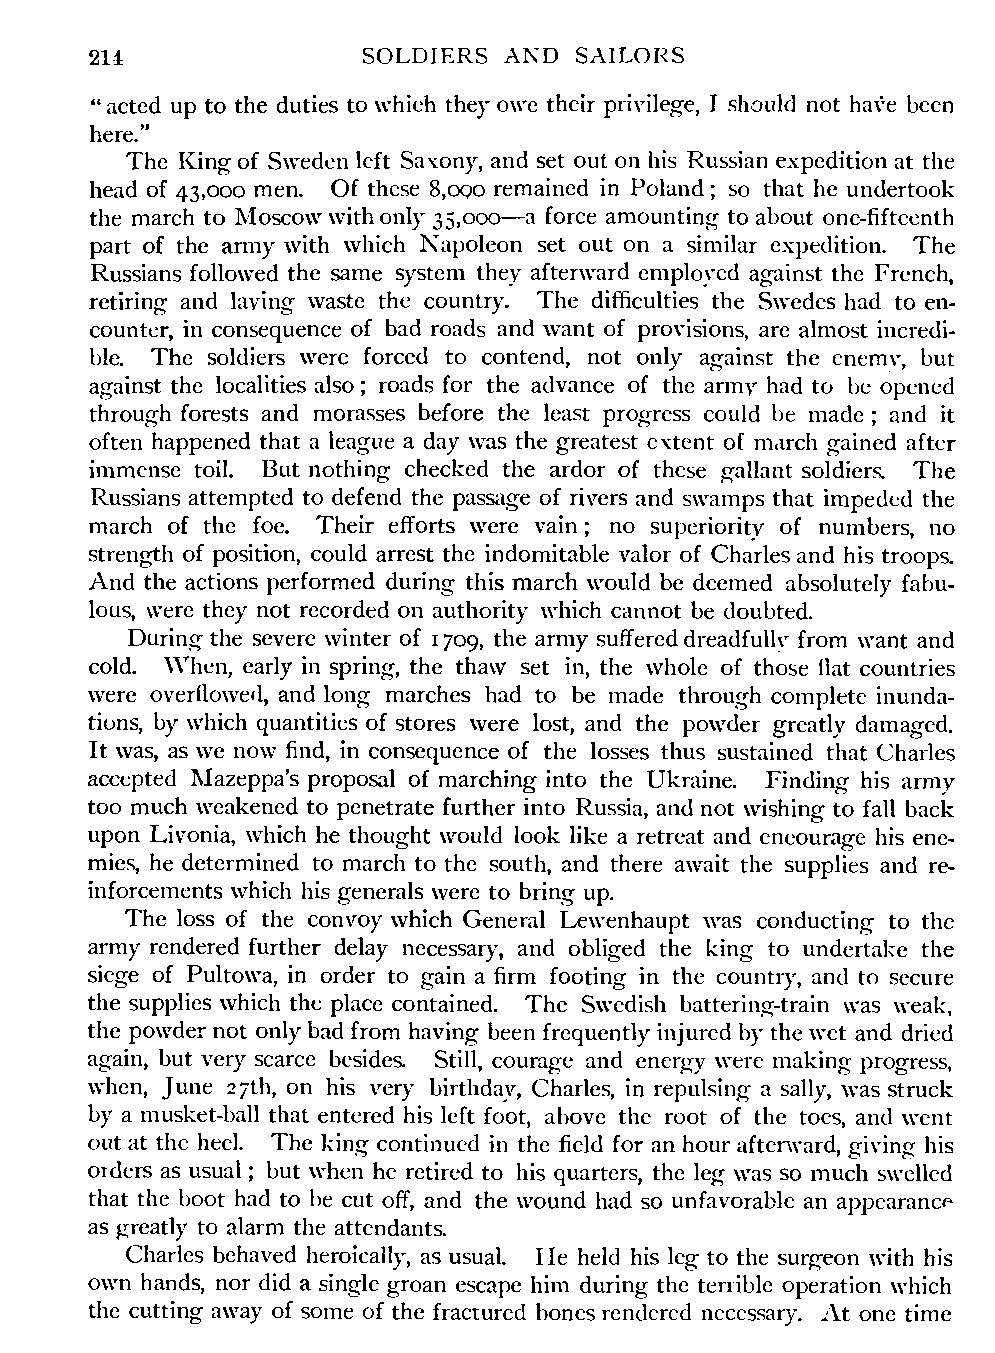 214 SOLDIERS AND SAILORS
“acted up to the duties to which they owe their privilege, I should not have been
here.”
The King of Sweden left Saxony, and set out on his Russian expedition at the
head of 43,000 men. Of these 8,000 remained in Poland; so that he undertook
the march to Moscow with only 35,000—a force amounting to about one-fifteenth
part of the army with which Napoleon set out on a similar expedition. The
Russians followed the same system they afterward employed against the French,
retiring and laying waste the country. The difficulties the Swedes had to en-
counter, in consequence of bad roads and want of provisions, are almost incredi-
ble. The soldiers were forced to contend, not only against the enemy, but
against the localities also; roads for the advance of the army had to be opened
through forests and morasses before the least progress could be made; and it
often happened that a league a day was the greatest extent of march gained after
immense toil. But nothing checked the ardor of these gallant soldiers. The
Russians attempted to defend the passage of rivers and swamps that impeded the
march of the foe. Their efforts were vain; no superiority of numbers, no
strength of position, could arrest the indomitable valor of Charles and his troops.
And the actions performed during this march would be deemed absolutely fabu-
lous, were they not recorded on authority which cannot be doubted.
During the severe winter of 1709, the army suffered dreadfully from want and
cold. When, early in spring, the thaw set in, the whole of those flat countries
were overflowed, and long marches had to be made through complete inunda-
tions, by which quantities of stores were lost, and the powder greatly damaged.
It was, as we now find, in consequence of the losses thus sustained that Charles
accepted Mazeppa's proposal of marching into the Ukraine. Finding his army
too much weakened to penetrate further into Russia, and not wishing to fall back
upon Livonia, which he thought would look like a retreat and encourage his ene-
mies, he determined to march to the south, and there await the supplies and re-
inforcements which his generals were to bring up.
The loss of the convoy which General Lewenhaupt was conducting to the
army rendered further delay necessary, and obliged the king to undertake the
siege of Pultowa, in order to gain a firm footing in the country, and to secure
the supplies which the place contained. The Swedish battering-train was weak,
the powder not only bad from having been frequently injured by the wet and dried
again, but very scarce besides. Still, courage and energy were making progress,
when, June 27th, on his very birthday, Charles, in repulsing a sally, was struck
by a musket-ball that entered his left foot, above the root of the toes, and went
out at the heel. The king continued in the field for an hour afterward, giving his
orders as usual; but when he retired to his quarters, the leg was so much swelled
that the boot had to be cut off, and the wound had so unfavorable an appearance
as greatly to alarm the attendants.
Charles behaved heroically, as usual. He held his leg to the surgeon with his
own hands, nor did a single groan escape him during the terrible operation which
the cutting away of some of the fractured bones rendered necessary. At one time